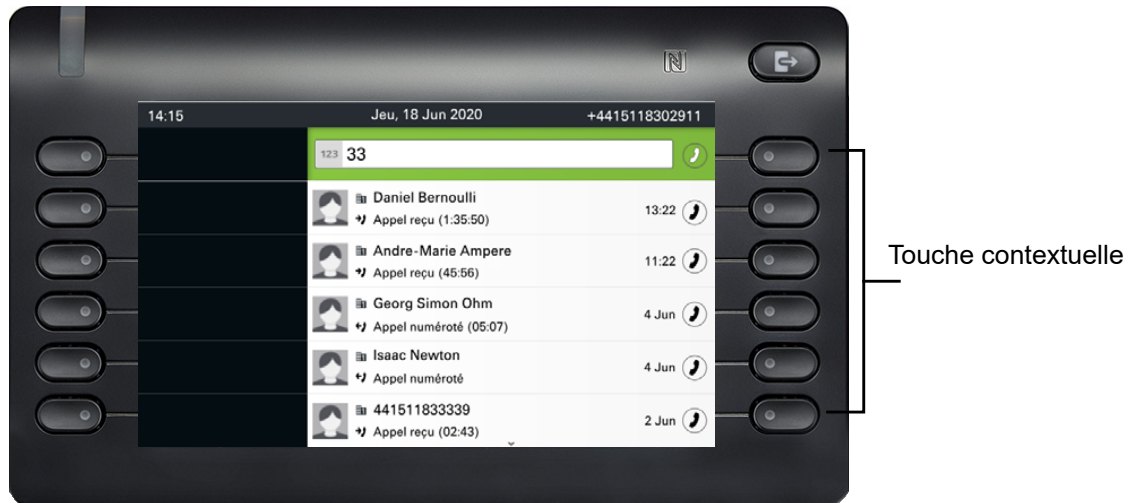 14:15 Jeu, 18 Jun 2020 +4415118302911
123 33
Daniel Bernoulli
Appel reçu (1:35:50) 13:22
Andre-Marie Ampere
Appel reçu (45:56) 11:22
Georg Simon Ohm
Appel numéroté (05:07) 4 Jun
Isaac Newton
Appel numéroté 4 Jun
441511833339
Appel reçu (02:43) 2 Jun
Touche contextuelle